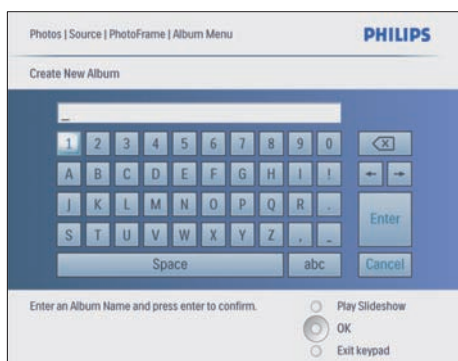 Photos | Source | PhotoFrame | Album Menu
PHILIPS
Create New Album
_
1 2 3 4 5 6 7 8 9 0
A B C D E F G H I !
J K L M N O P Q R .
Enter
S T U V W X Y Z , _
Space abc Cancel
Enter an Album Name and press enter to confirm.
Play Slideshow
OK
Exit keypad